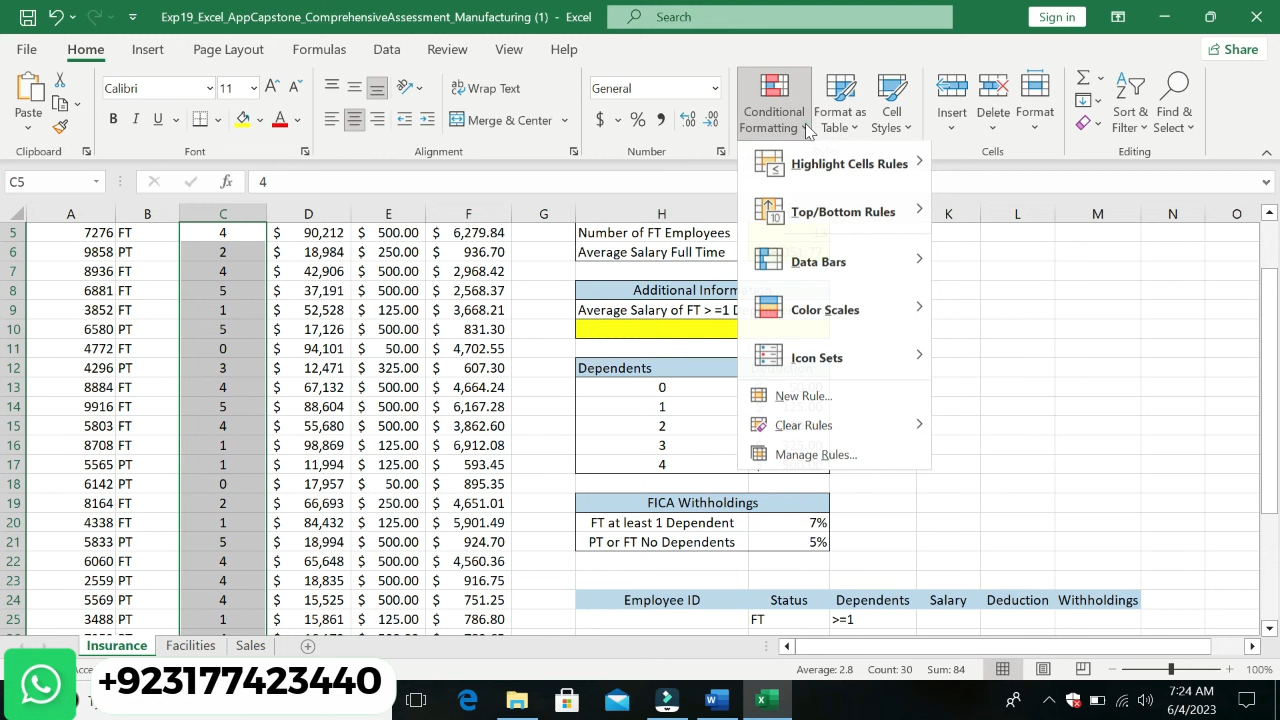 Exp19_Excel_AppCapstone_ComprehensiveAssessment_Manufacturing (1) - Excel
Search
Sign in
File Home Insert Page Layout Formulas Data Review View Help
Share
Paste
Calibri 11
B I U
Wrap Text
Merge & Center
General
$ % ,
Conditional Formatting
Format as Table
Cell Styles
Insert Delete Format
Sort & Filter
Find & Select
Clipboard Font Alignment Number Cells Editing
C5
fx 4
A B C D E F G H K L M N O
5 7276 FT 4 $ 90,212 $ 500.00 $ 6,279.84 Number of FT Employees
6 9858 PT 2 $ 18,984 $ 250.00 $ 936.70 Average Salary Full Time
7 8936 FT 4 $ 42,906 $ 500.00 $ 2,968.42
8 6881 FT 5 $ 37,191 $ 500.00 $ 2,568.37 Additional Information
9 3852 FT 1 $ 52,528 $ 125.00 $ 3,668.21 Average Salary of FT > =1 D
10 6580 PT 5 $ 17,126 $ 500.00 $ 831.30
11 4772 FT 0 $ 94,101 $ 50.00 $ 4,702.55
12 4296 PT 3 $ 12,471 $ 325.00 $ 607.30 Dependents
13 8884 FT 4 $ 67,132 $ 500.00 $ 4,664.24 0
14 9916 FT 5 $ 88,604 $ 500.00 $ 6,167.28 1
15 5803 FT 4 $ 55,680 $ 500.00 $ 3,862.60 2
16 8708 FT 1 $ 98,869 $ 125.00 $ 6,912.08 3
17 5565 PT 1 $ 11,994 $ 125.00 $ 593.45 4
18 6142 PT 0 $ 17,957 $ 50.00 $ 895.35
19 8164 FT 2 $ 66,693 $ 250.00 $ 4,651.01 FICA Withholdings
20 4338 FT 1 $ 84,432 $ 125.00 $ 5,901.49 FT at least 1 Dependent 7%
21 5833 PT 5 $ 18,994 $ 500.00 $ 924.70 PT or FT No Dependents 5%
22 6060 FT 4 $ 65,648 $ 500.00 $ 4,560.36
23 2559 PT 4 $ 18,835 $ 500.00 $ 916.75
24 5569 PT 4 $ 15,525 $ 500.00 $ 751.25 Employee ID Status Dependents Salary Deduction Withholdings
25 3488 PT 1 $ 15,861 $ 125.00 $ 786.80 FT >=1
Highlight Cells Rules
Top/Bottom Rules
Data Bars
Color Scales
Icon Sets
New Rule...
Clear Rules
Manage Rules...
Insurance Facilities Sales
Average: 2.8 Count: 30 Sum: 84
100%
+923177423440
7:24 AM
6/4/2023